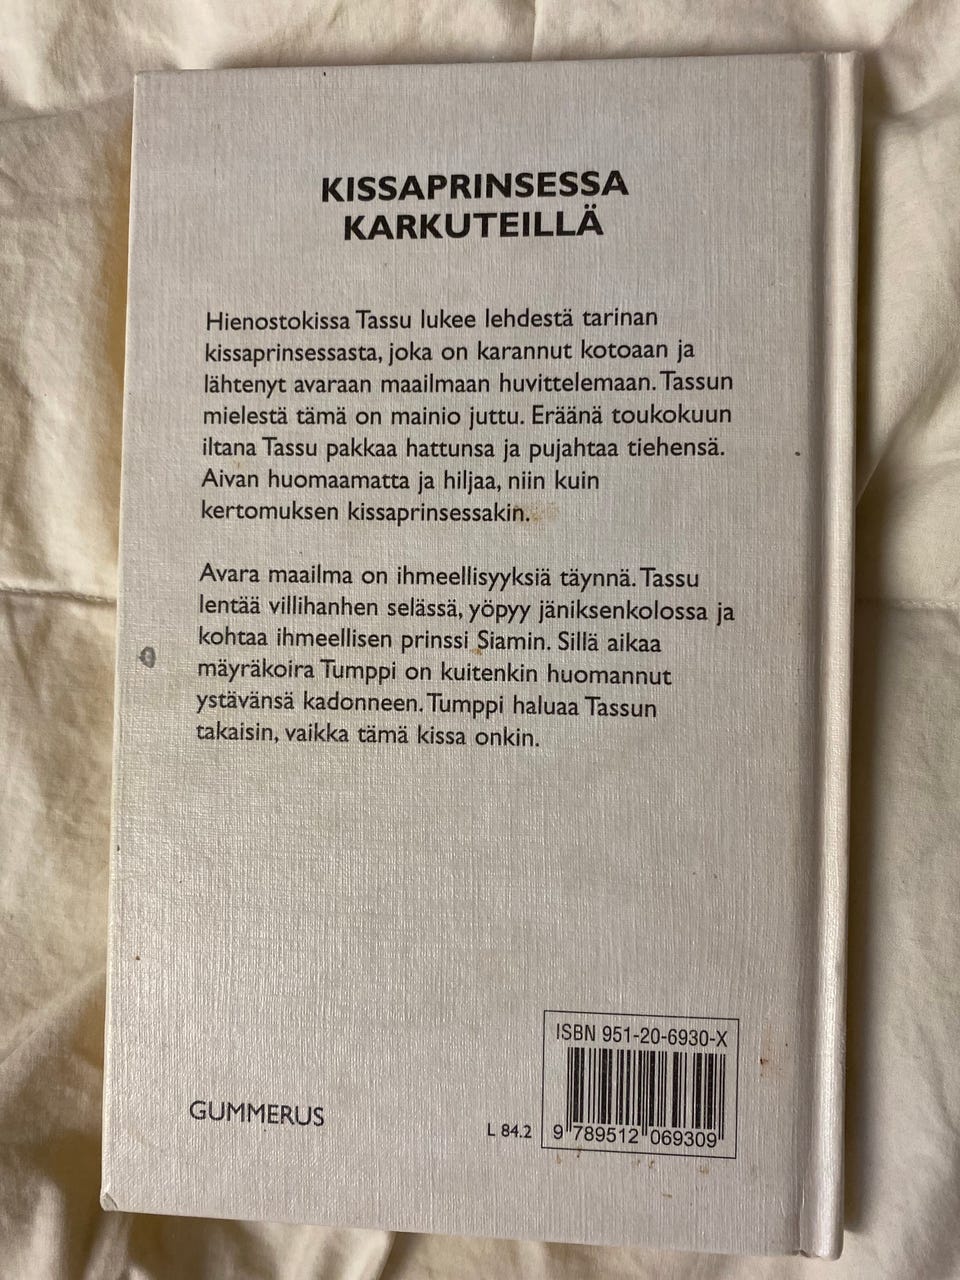 KISSAPRINSESSA
KARKUTEILLÄ
Hienostokissa Tassu lukee lehdestä tarinan
kissaprinsessasta, joka on karannut kotoaan ja
lähtenyt avaraan maailmaan huvittelemaan. Tassun
mielestä tämä on mainio juttu. Eräänä toukokuun
iltana Tassu pakkaa hattunsa ja pujahtaa tiehensä.
Aivan huomaamatta ja hiljaa, niin kuin
kertomuksen kissaprinsessakin.
Avara maailma on ihmeellisyyksiä täynnä. Tassu
lentää villihanhen selässä, yöpyy jäniksenkolossa ja
kohtaa ihmeellisen prinssi Siamin. Sillä aikaa
mäyräkoira Tumppi on kuitenkin huomannut
ystävänsä kadonneen. Tumppi haluaa Tassun
takaisin, vaikka tämä kissa onkin.
ISBN 951-20-6930-X
GUMMERUS
L 84.2
9 789512 069309